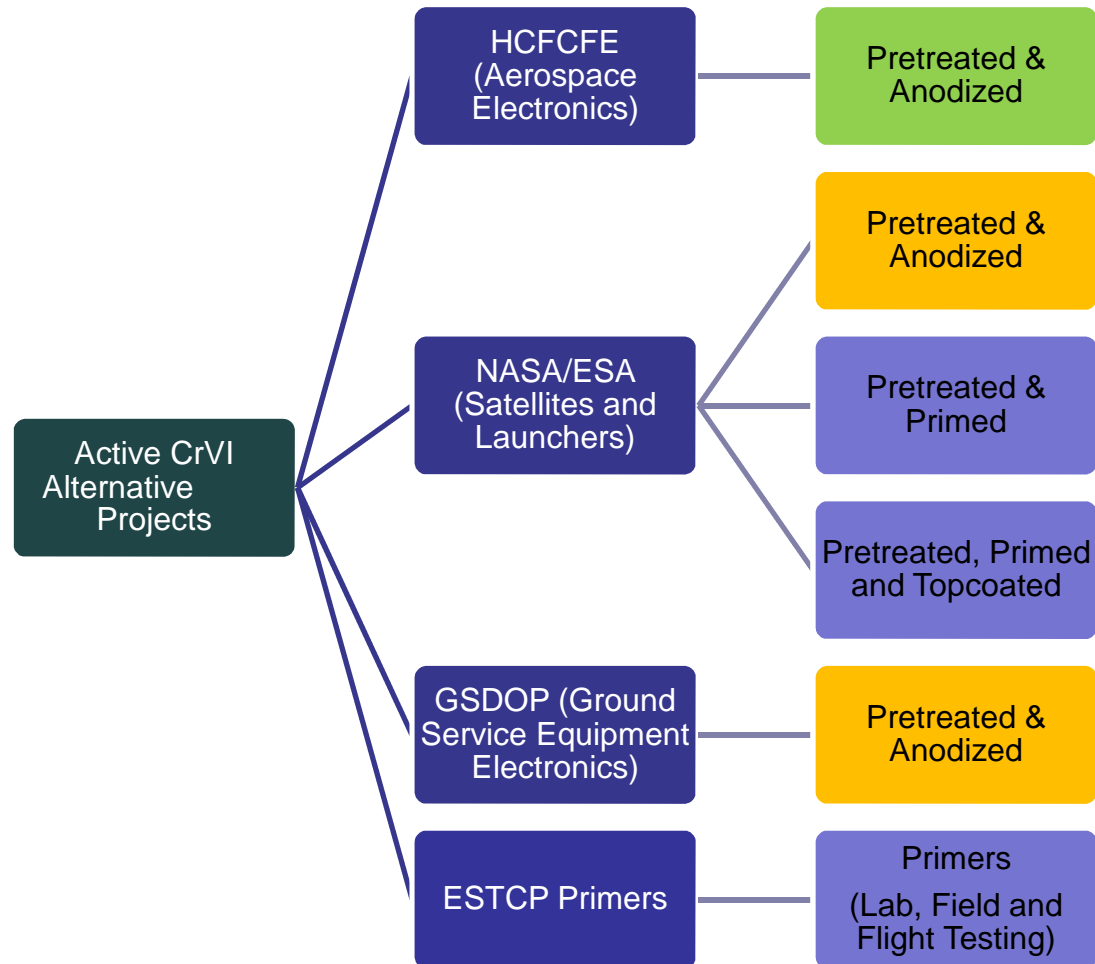 Active CrVI
Alternative
Projects
HCFCFE
(Aerospace
Electronics)
Pretreated &
Anodized
NASA/ESA
(Satellites and
Launchers)
Pretreated &
Anodized
Pretreated &
Primed
Pretreated, Primed
and Topcoated
GSDOP (Ground
Service Equipment
Electronics)
Pretreated &
Anodized
ESTCP Primers
Primers
(Lab, Field and
Flight Testing)